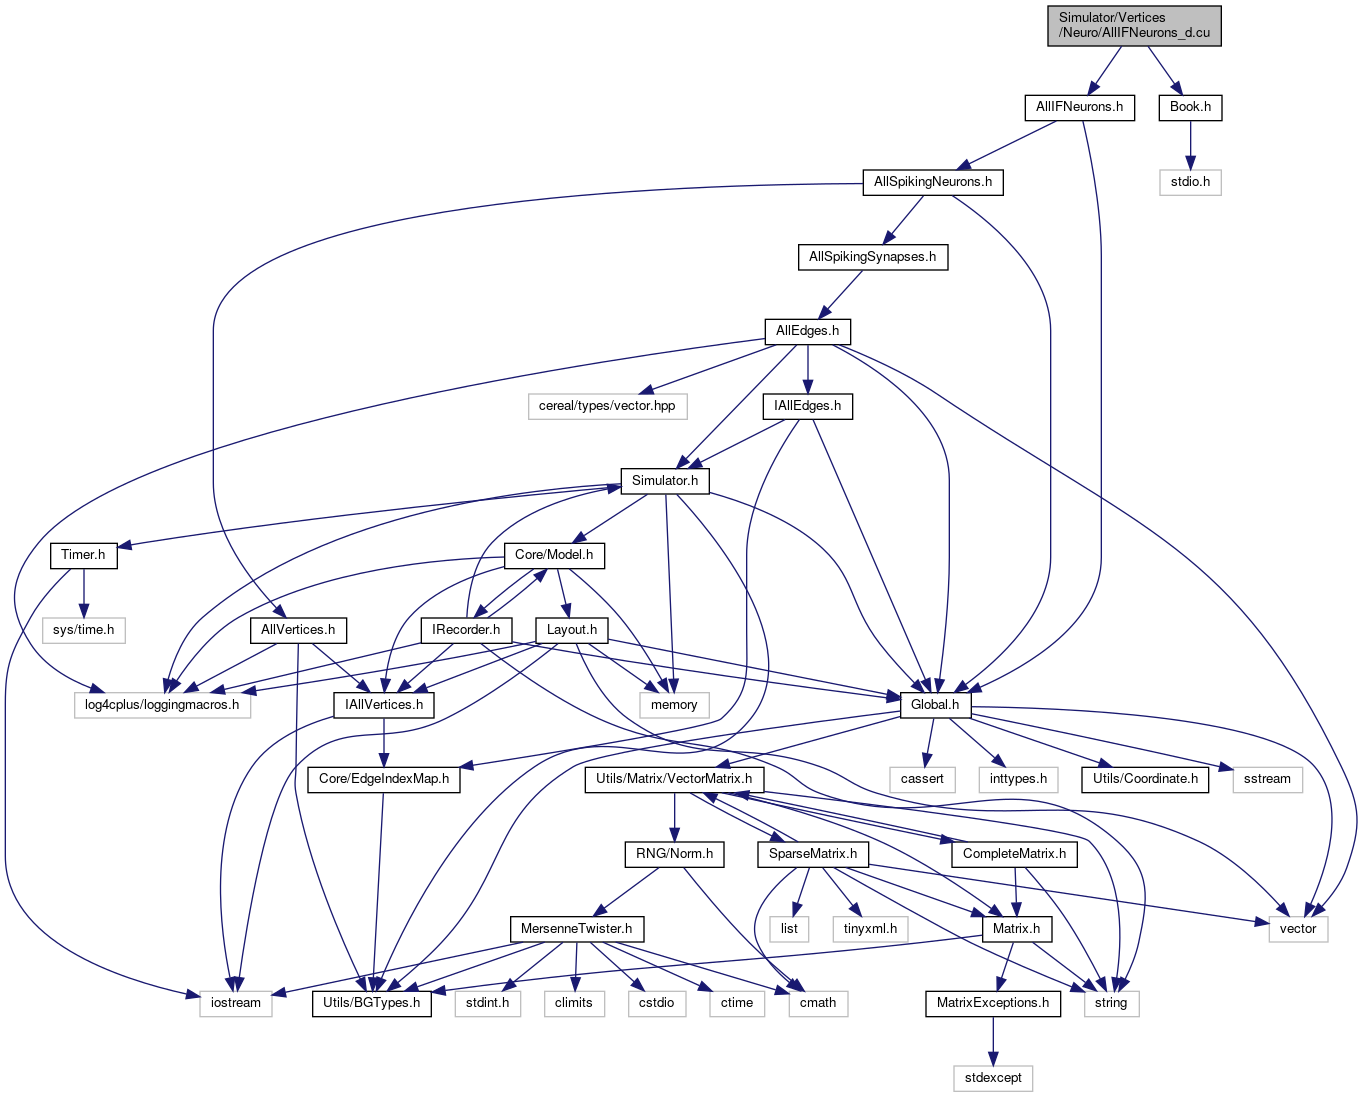 Simulator/Vertices
/Neuro/AllIFNeurons_d.cu
AllIFNeurons.h
Book.h
AllSpikingNeurons.h
stdio.h
AllSpikingSynapses.h
AllEdges.h
cereal/types/vector.hpp
IAllEdges.h
Simulator.h
Timer.h
Core/Model.h
sys/time.h
AllVertices.h
IRecorder.h
Layout.h
log4cplus/loggingmacros.h
IAllVertices.h
memory
Global.h
Core/EdgeIndexMap.h
Utils/Matrix/VectorMatrix.h
cassert
inttypes.h
Utils/Coordinate.h
sstream
RNG/Norm.h
SparseMatrix.h
CompleteMatrix.h
MersenneTwister.h
list
tinyxml.h
Matrix.h
vector
iostream
Utils/BGTypes.h
stdint.h
climits
cstdio
ctime
cmath
MatrixExceptions.h
string
stdexcept